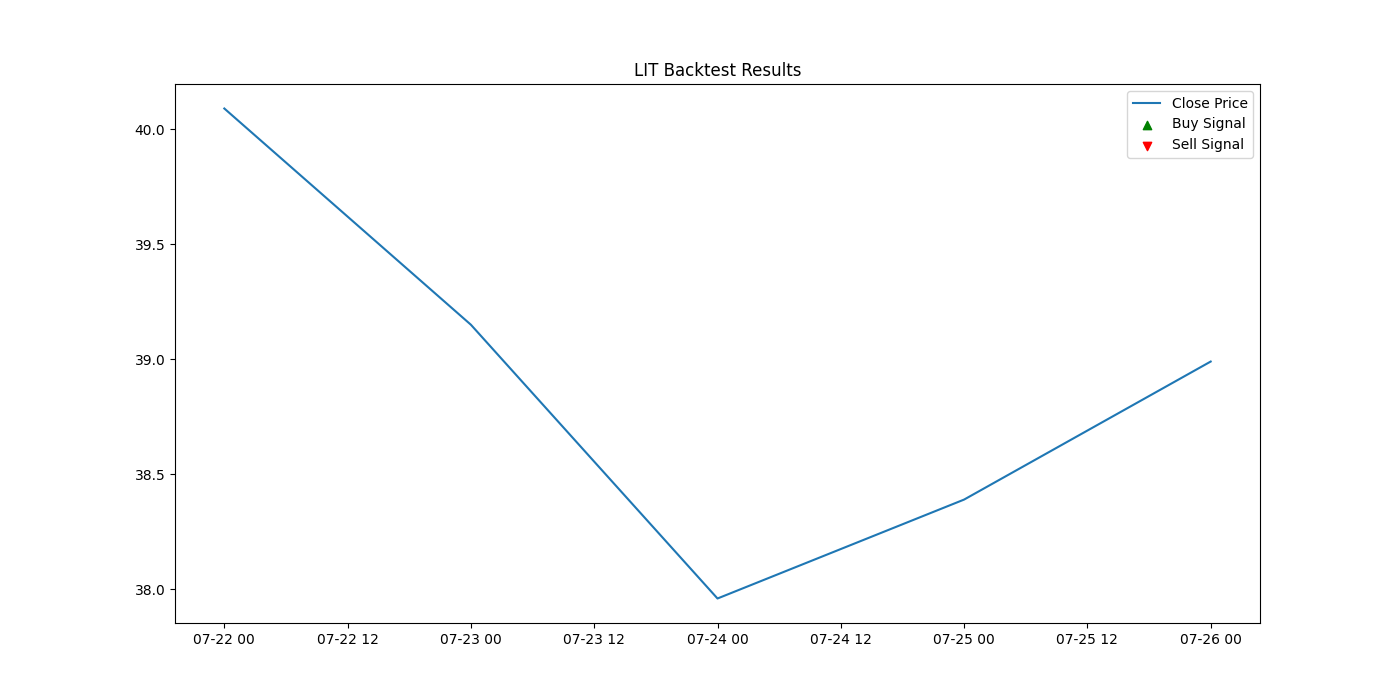 LIT Backtest Results
Close Price
Buy Signal
Sell Signal
40.0
39.5
39.0
38.5
38.0
07-22 00 07-22 12 07-23 00 07-23 12 07-24 00 07-24 12 07-25 00 07-25 12 07-26 00